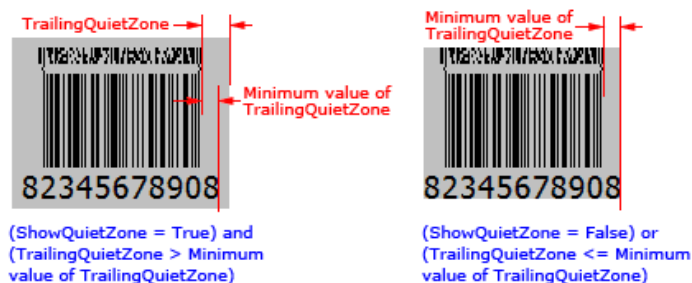 TrailingQuietZone
Minimum value of
TrailingQuietZone
82345678908
(ShowQuietZone = True) and
(TrailingQuietZone > Minimum
value of TrailingQuietZone)
Minimum value of
TrailingQuietZone
82345678908
(ShowQuietZone = False) or
(TrailingQuietZone <= Minimum
value of TrailingQuietZone)